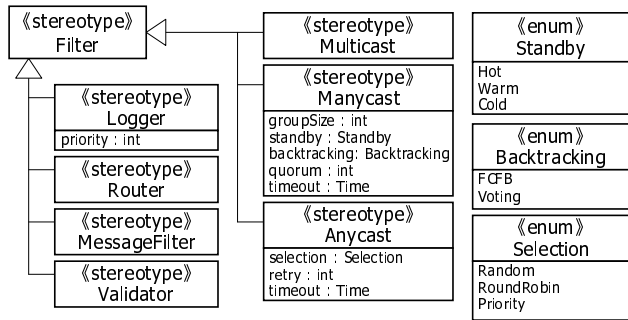 《stereotype》
Filter
《stereotype》
Logger
priority : int
《stereotype》
Router
《stereotype》
MessageFilter
《stereotype》
Validator
《stereotype》
Multicast
《stereotype》
Manycast
groupSize : int
standby : Standby
backtracking: Backtracking
quorum : int
timeout : Time
《stereotype》
Anycast
selection : Selection
retry : int
timeout : Time
《enum》
Standby
Hot
Warm
Cold
《enum》
Backtracking
FCFB
Voting
《enum》
Selection
Random
RoundRobin
Priority